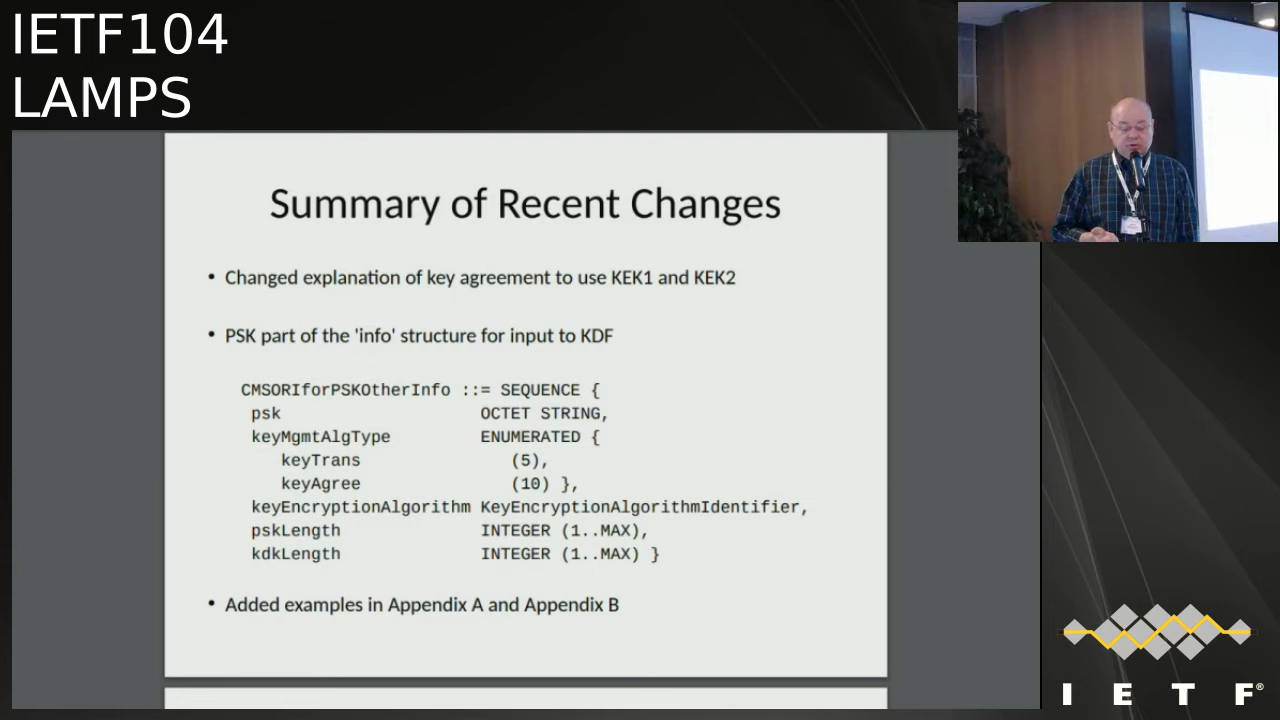 IETF104
LAMPS
Summary of Recent Changes
• Changed explanation of key agreement to use KEK1 and KEK2
• PSK part of the 'info' structure for input to KDF
CMSORIforPSKOtherInfo ::= SEQUENCE {
psk OCTET STRING,
keyMgmtAlgType ENUMERATED {
keyTrans (5),
keyAgree (10) },
keyEncryptionAlgorithm KeyEncryptionAlgorithmIdentifier,
pskLength INTEGER (1..MAX),
kdkLength INTEGER (1..MAX) }
• Added examples in Appendix A and Appendix B
I E T F®